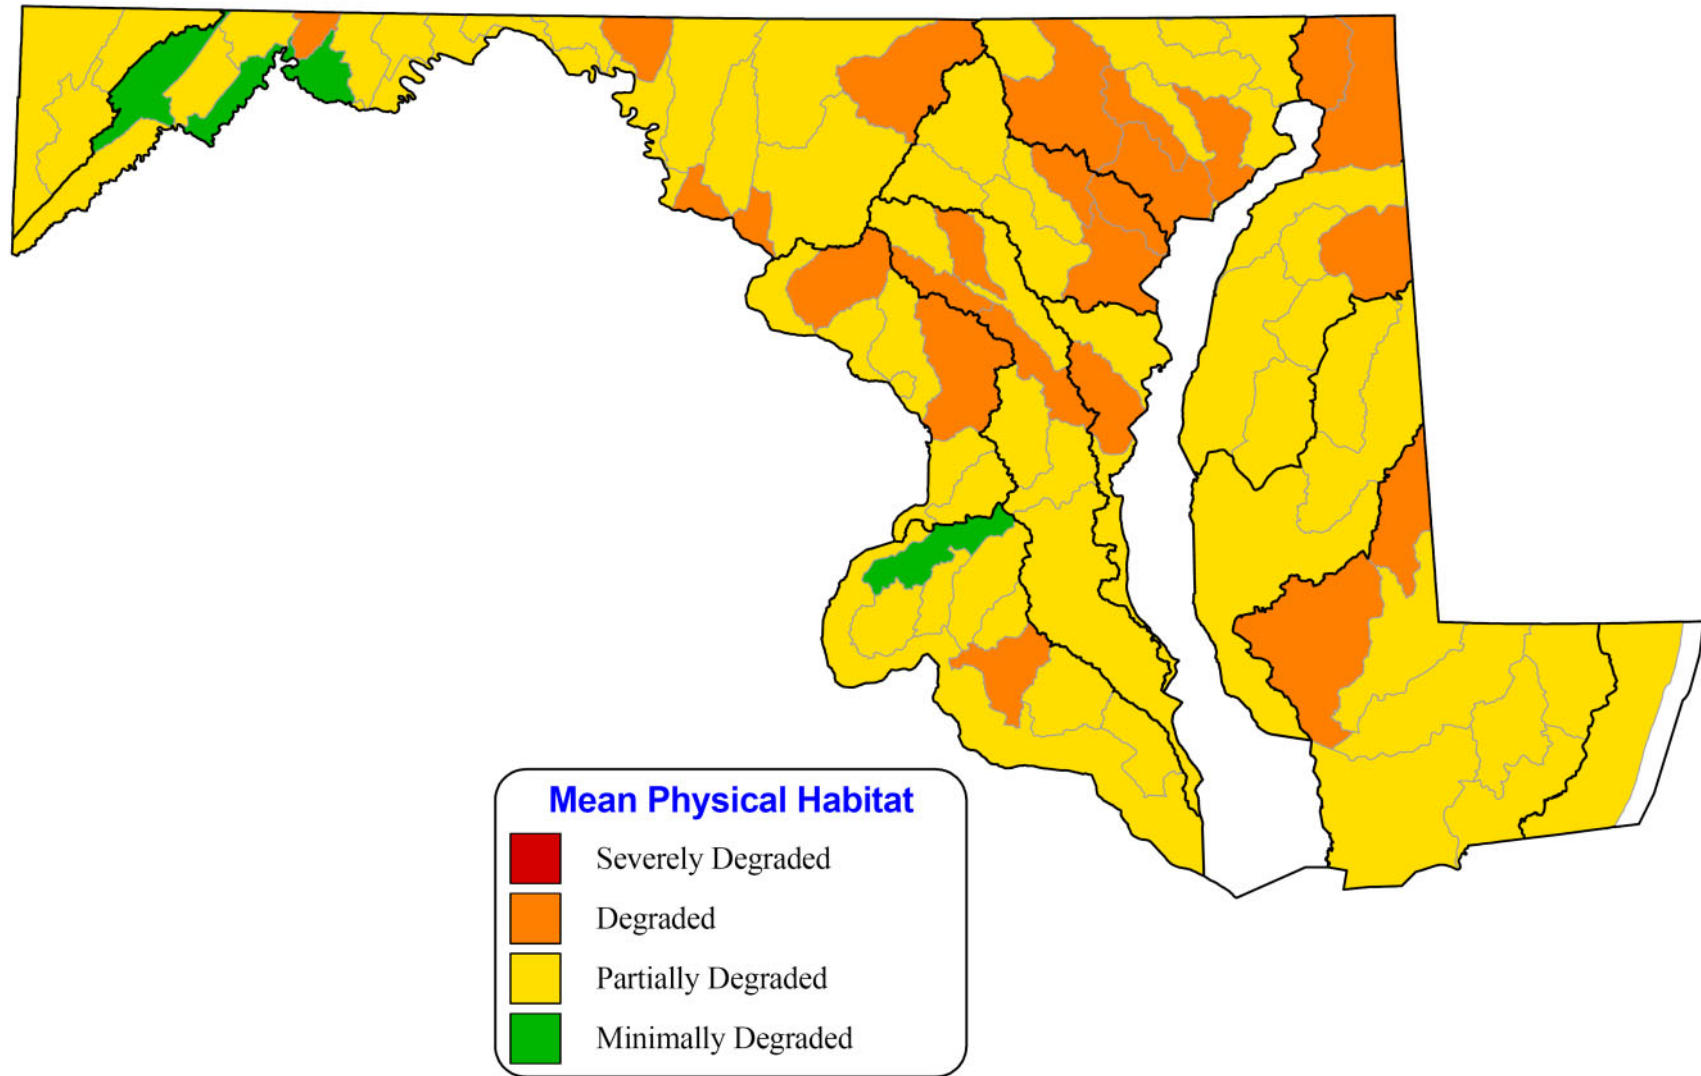 Mean Physical Habitat
Severely Degraded
Degraded
Partially Degraded
Minimally Degraded